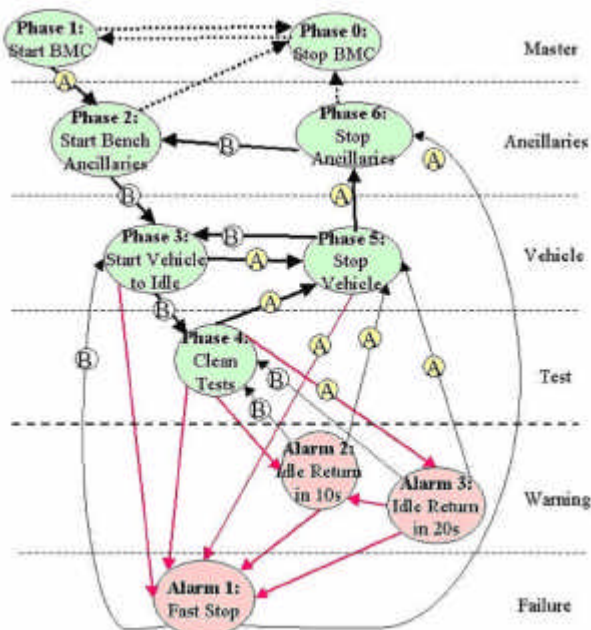 Phase 1:
Start BMC
Phase 0:
Stop BMC
Master
A
Phase 2:
Start Bench
Ancillaries
Phase 6:
Stop
Ancillaries
Ancillaries
B
A
B
A
Phase 3:
Start Vehicle
to Idle
B
A
Phase 5:
Stop
Vehicle
Vehicle
B
A
Phase 4:
Clean
Tests
A
A
B
B
A
A
B
Test
Alarm 2:
Idle Return
in 10s
Alarm 3:
Idle Return
in 20s
Warning
Alarm 1:
Fast Stop
Failure